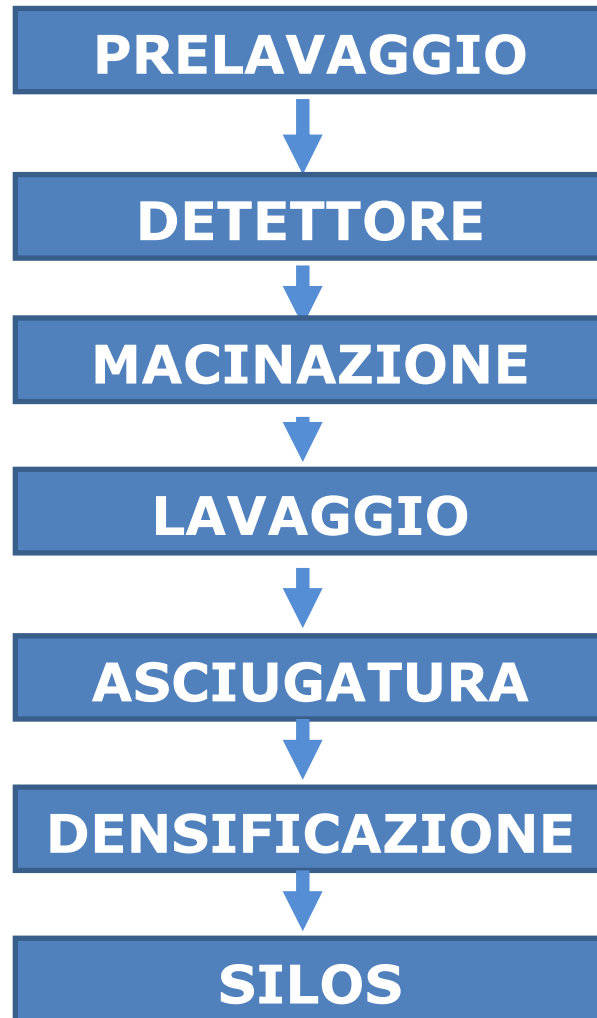 PRELAVAGGIO
DETETTORE
MACINAZIONE
LAVAGGIO
ASCIUGATURA
DENSIFICAZIONE
SILOS